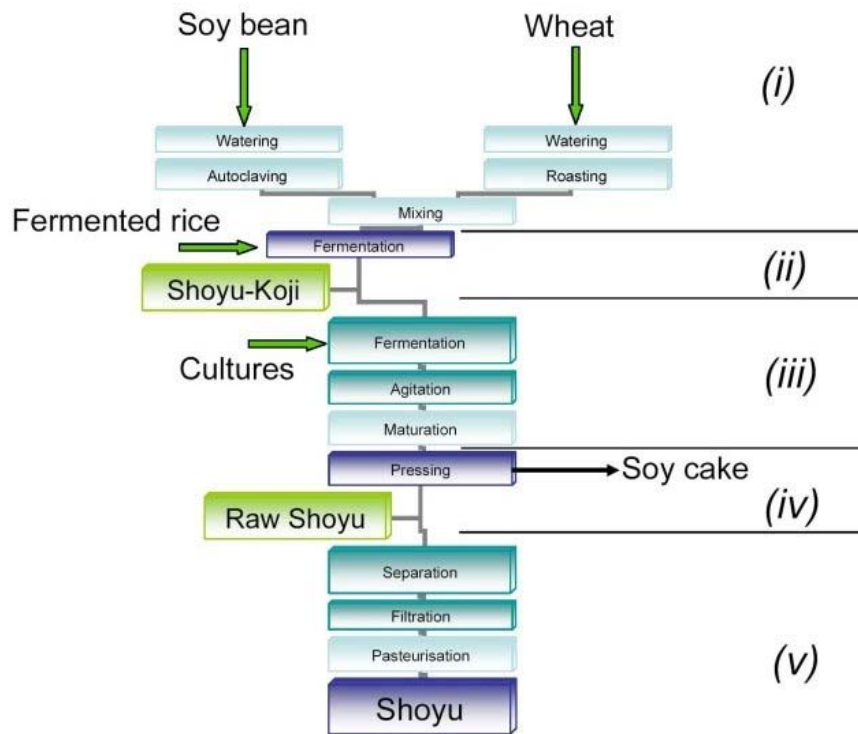 Soy bean
Wheat
(i)
Watering
Watering
Autoclaving
Roasting
Mixing
Fermented rice
Fermentation
(ii)
Shoyu-Koji
Fermentation
Cultures
(iii)
Agitation
Maturation
Pressing
Soy cake
(iv)
Raw Shoyu
Separation
Filtration
Pasteurisation
(v)
Shoyu